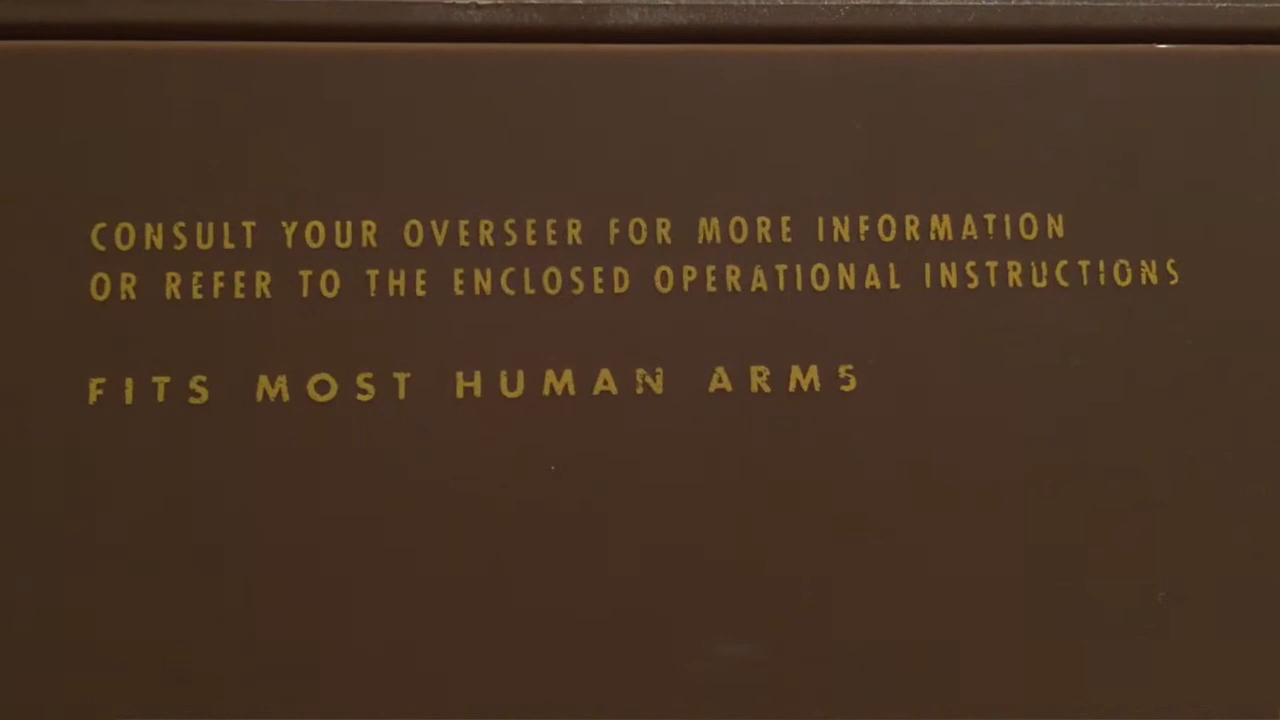 CONSULT YOUR OVERSEER FOR MORE INFORMATION
OR REFER TO THE ENCLOSED OPERATIONAL INSTRUCTIONS
FITS MOST HUMAN ARMS